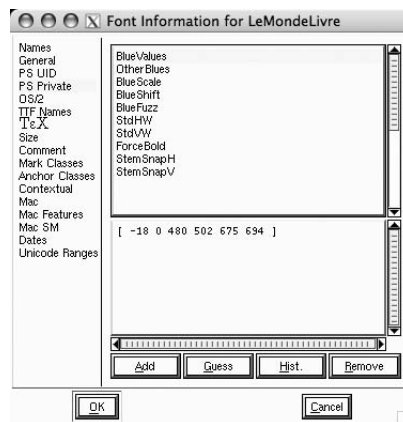 X Font Information for LeMondeLivre
Names
General
PS UID
PS Private
OS/2
TTF Names
TεX
Size
Comment
Mark Classes
Anchor Classes
Contextual
Mac
Mac Features
Mac SM
Dates
Unicode Ranges
BlueValues
OtherBlues
BlueScale
BlueShift
BlueFuzz
StdHW
StdVW
ForceBold
StemSnapH
StemSnapV
[ -18 0 480 502 675 694 ]
Add Guess Hist. Remove
OK Cancel